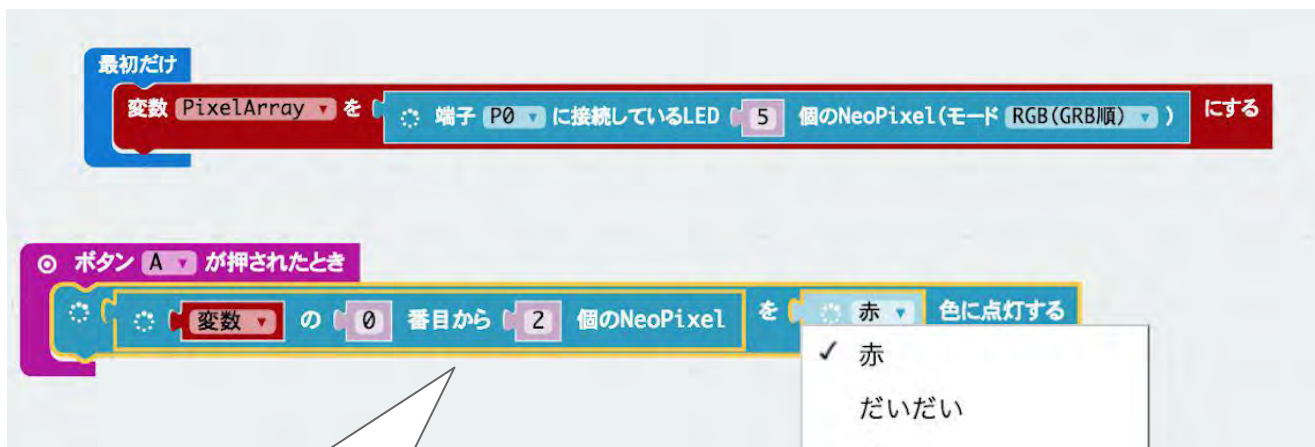 最初だけ
変数 PixelArray を 端子 P0 に接続しているLED 5 個のNeoPixel(モード RGB(GRB順) ) にする
ボタン A が押されたとき
変数 の 0 番目から 2 個のNeoPixel を 赤 色に点灯する
✓ 赤
だいだい